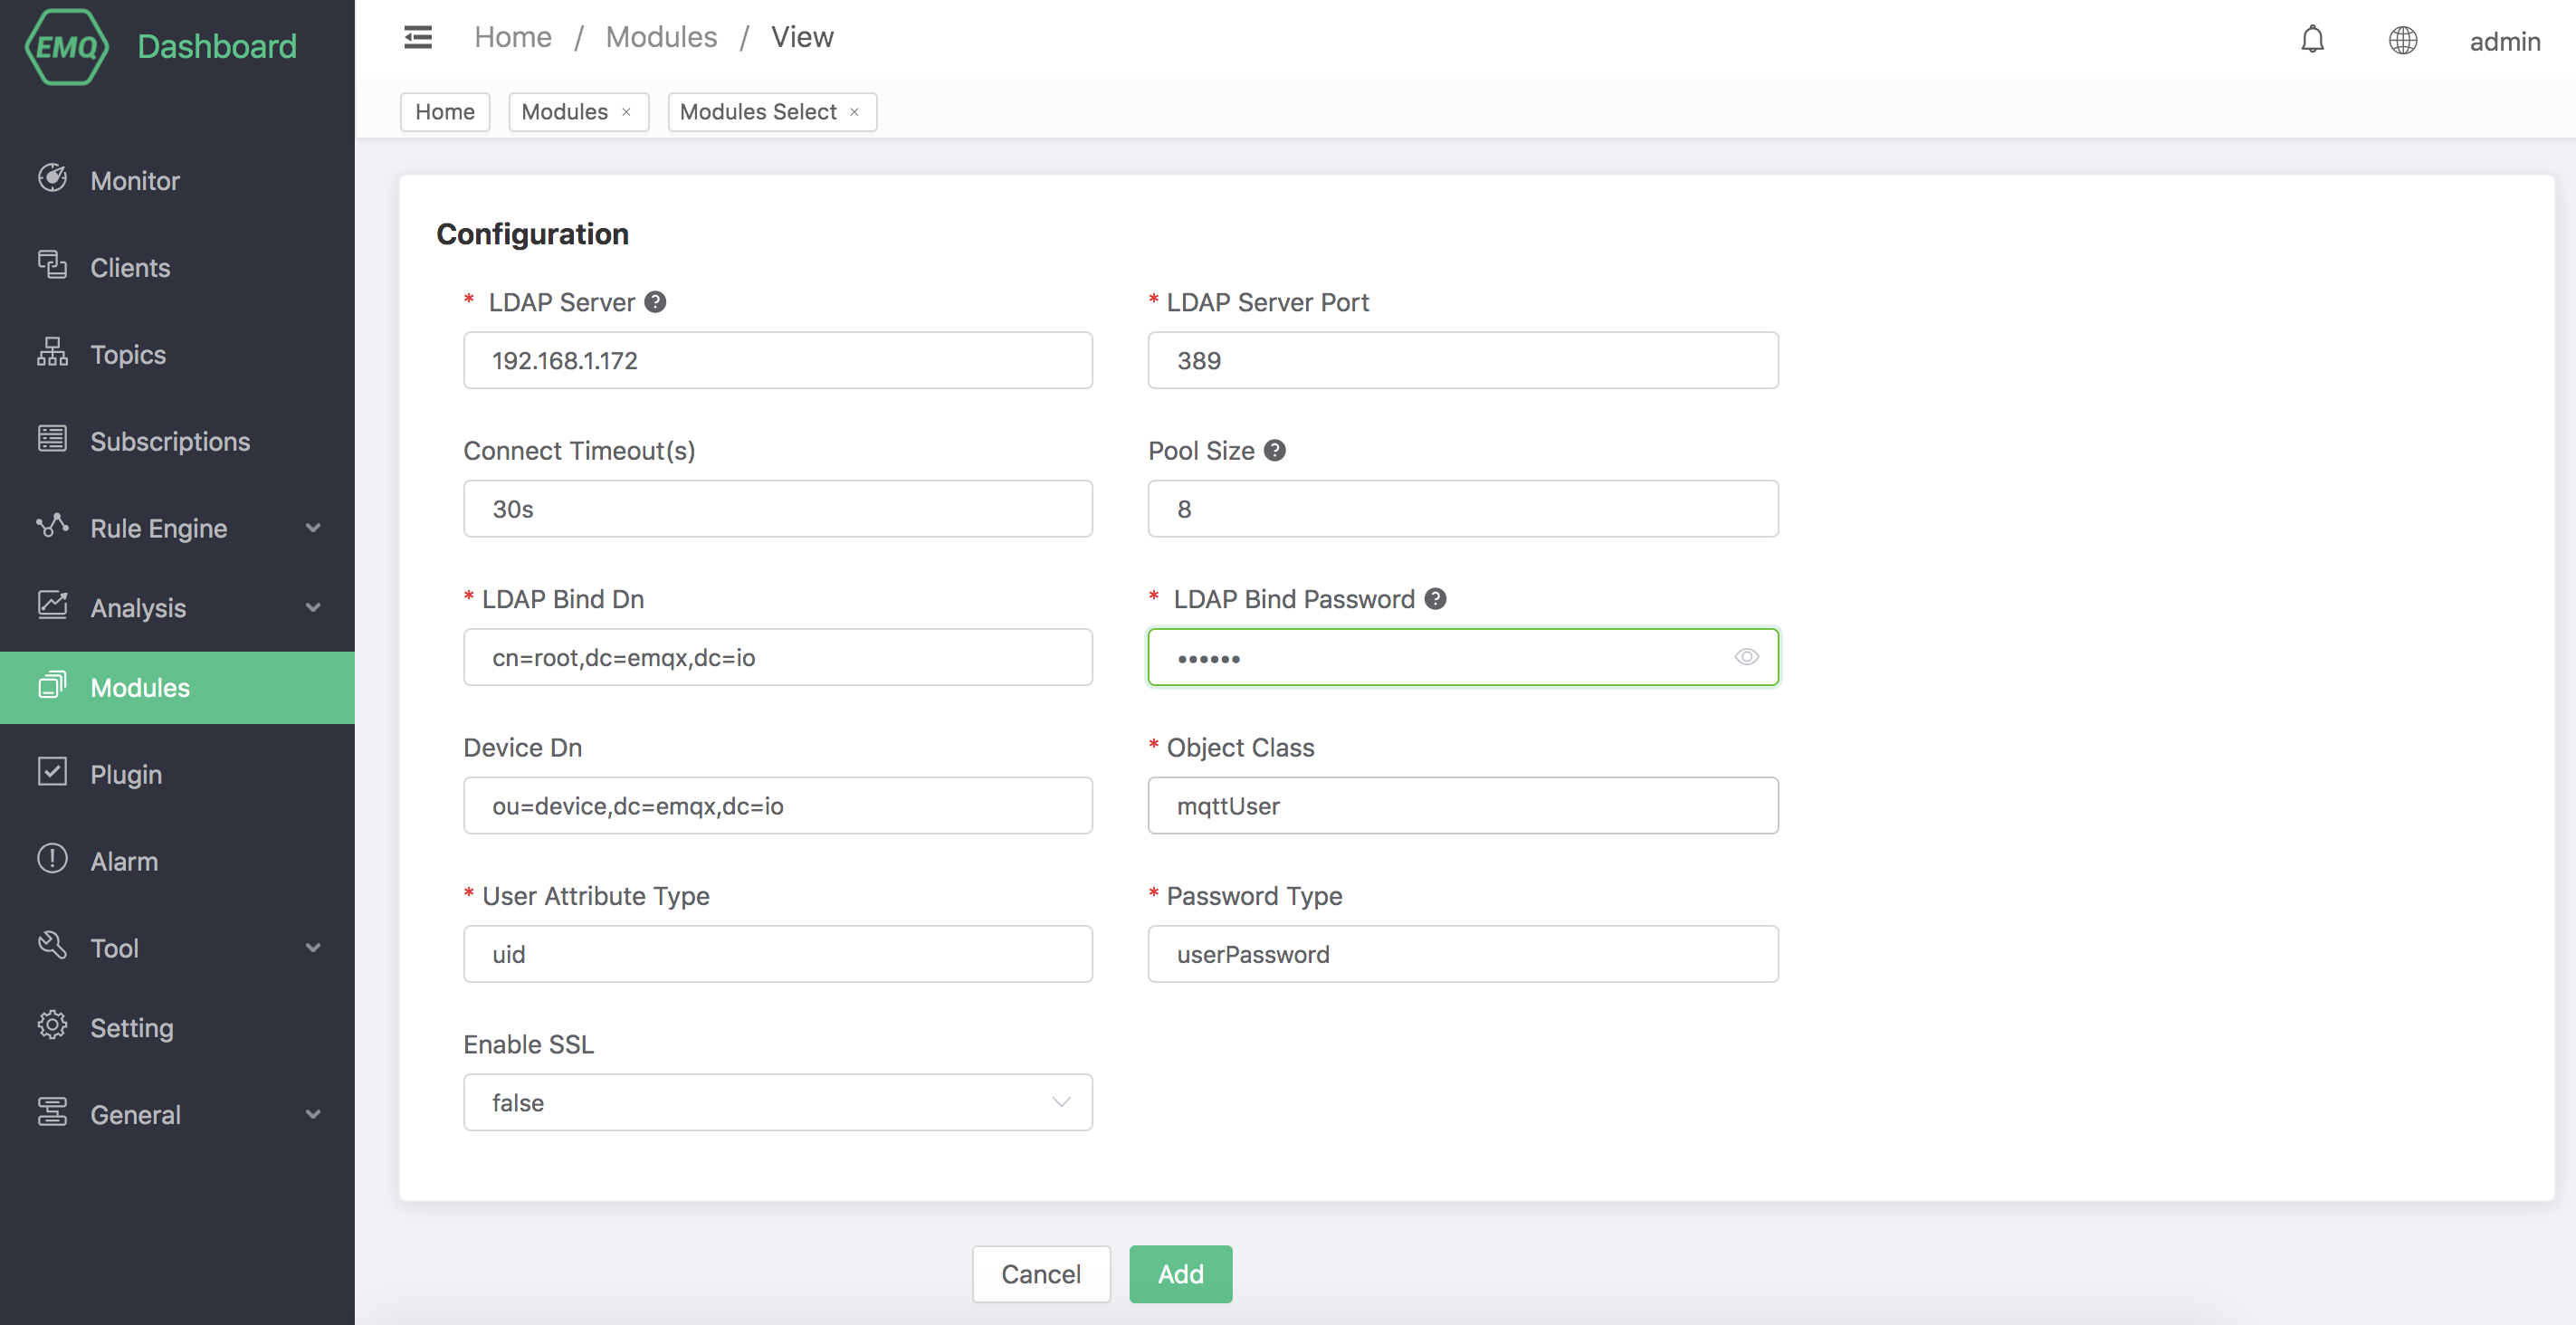 EMQ Dashboard
Home / Modules / View
admin
Home
Modules ×
Modules Select ×
Monitor
Clients
Topics
Subscriptions
Rule Engine
Analysis
Modules
Plugin
Alarm
Tool
Setting
General
Configuration
* LDAP Server ?
192.168.1.172
* LDAP Server Port
389
Connect Timeout(s)
30s
Pool Size ?
8
* LDAP Bind Dn
cn=root,dc=emqx,dc=io
* LDAP Bind Password ?
••••••
Device Dn
ou=device,dc=emqx,dc=io
* Object Class
mqttUser
* User Attribute Type
uid
* Password Type
userPassword
Enable SSL
false
Cancel
Add